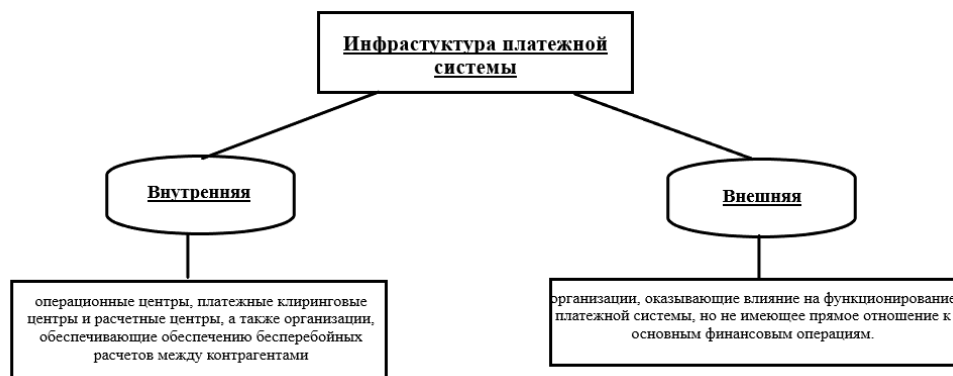 Инфрастуктура платежной
системы
Внутренняя
Внешняя
операционные центры, платежные клиринговые
центры и расчетные центры, а также организации,
обеспечивающие обеспечению бесперебойных
расчетов между контрагентами
организации, оказывающие влияние на функционирование
платежной системы, но не имеющее прямое отношение к
основным финансовым операциям.